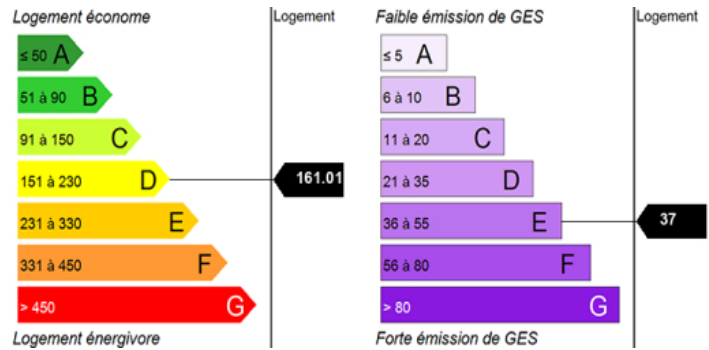 Logement économe
Logement
≤ 50 A
51 à 90 B
91 à 150 C
151 à 230 D
161.01
231 à 330 E
331 à 450 F
> 450 G
Logement énergivore
Faible émission de GES
Logement
≤ 5 A
6 à 10 B
11 à 20 C
21 à 35 D
36 à 55 E
37
56 à 80 F
> 80 G
Forte émission de GES